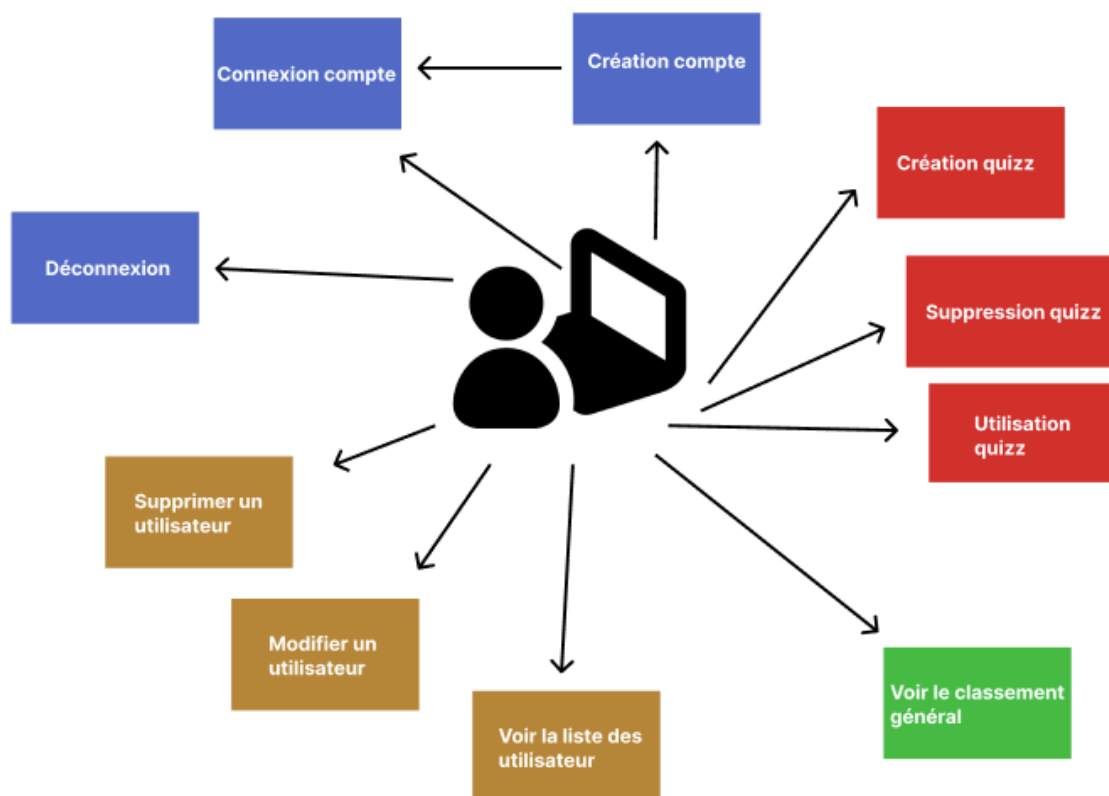 Connexion compte
Création compte
Création quizz
Déconnexion
Suppression quizz
Utilisation
quizz
Supprimer un
utilisateur
Modifier un
utilisateur
Voir le classement
général
Voir la liste des
utilisateur